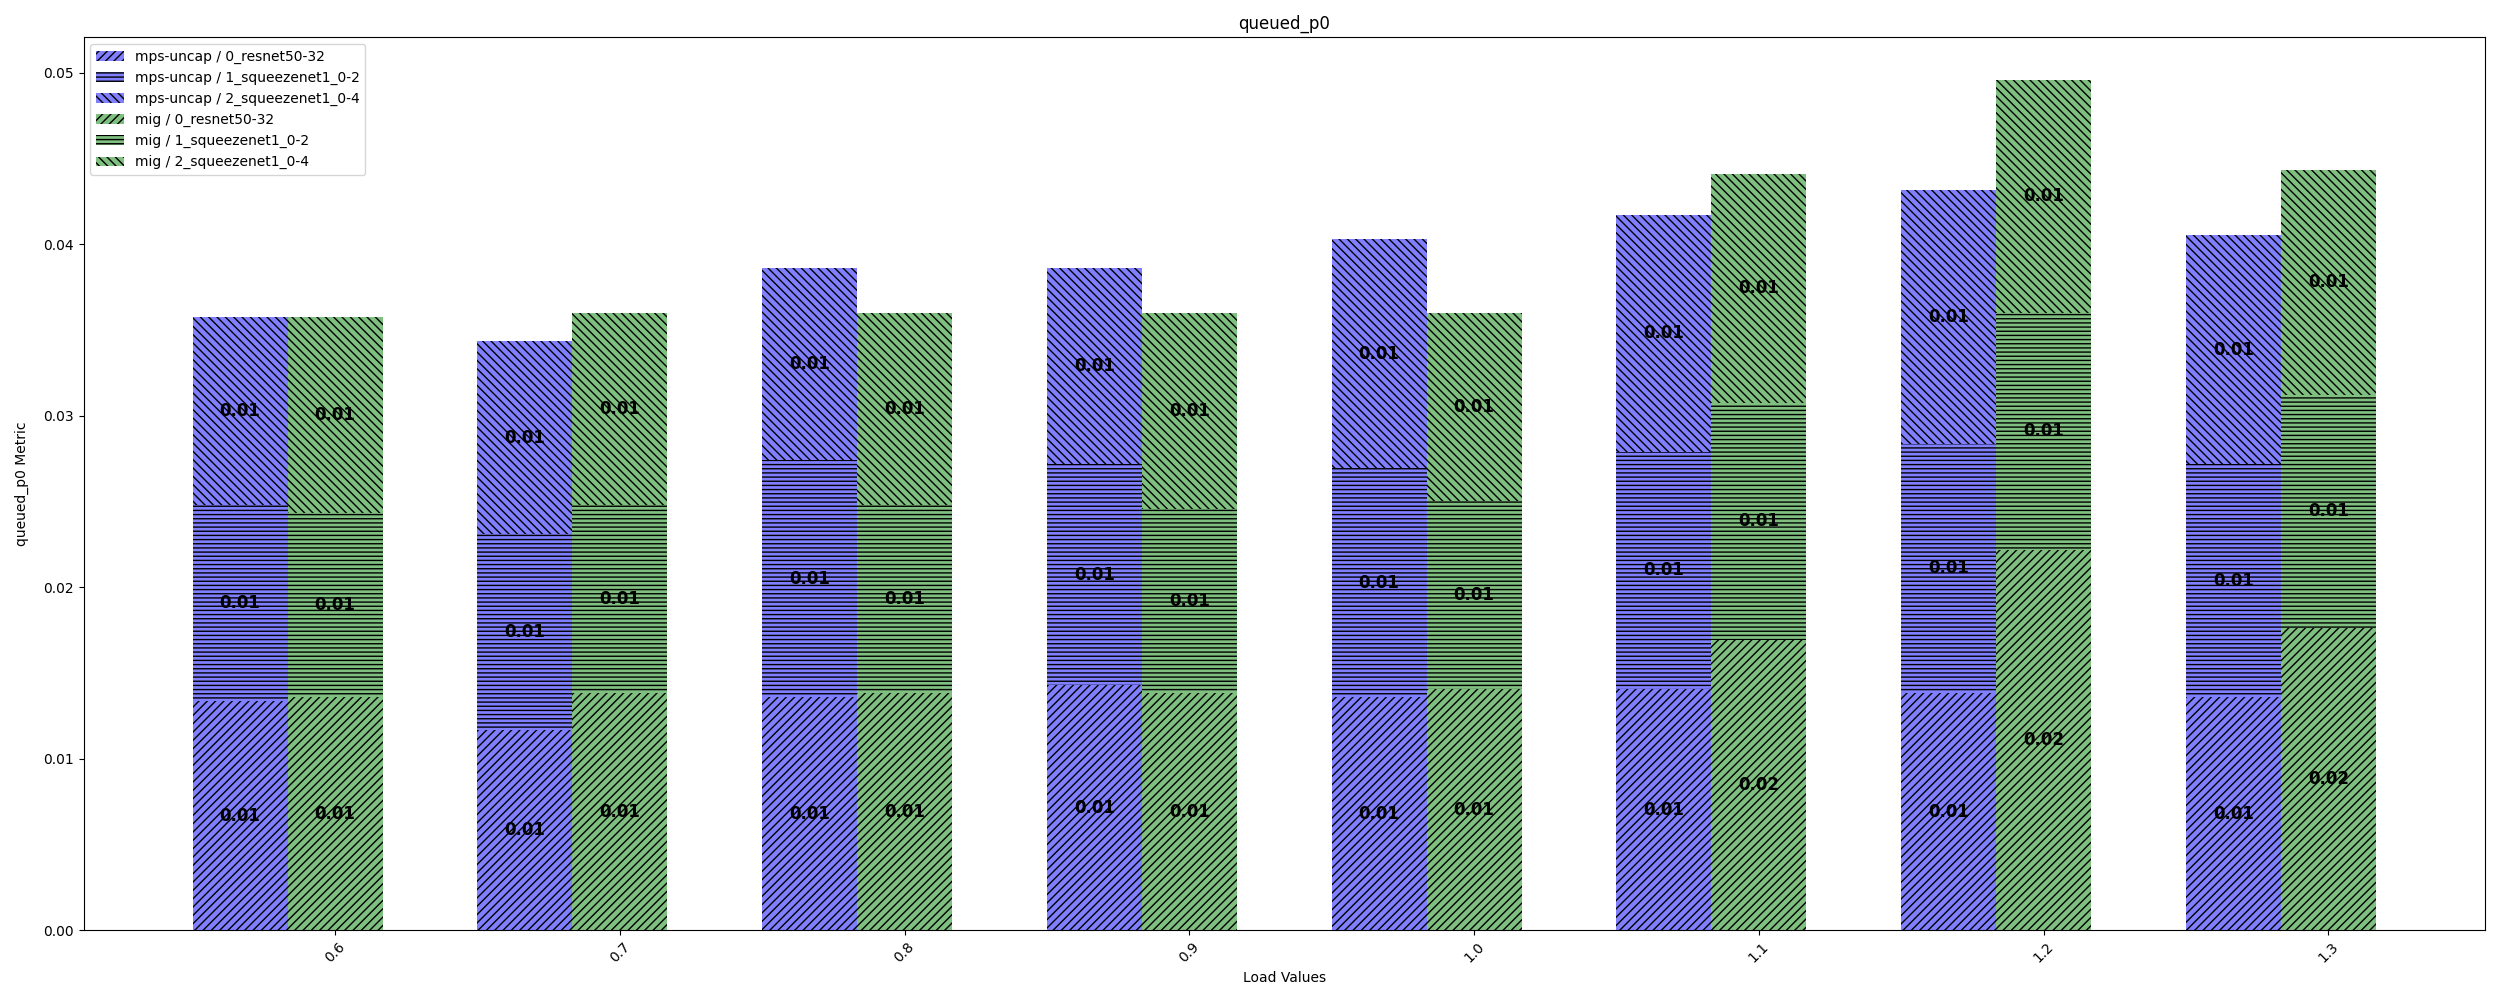 queued_p0
mps-uncap / 0_resnet50-32
mps-uncap / 1_squeezenet1_0-2
mps-uncap / 2_squeezenet1_0-4
mig / 0_resnet50-32
mig / 1_squeezenet1_0-2
mig / 2_squeezenet1_0-4
queued_p0 Metric
0.05
0.04
0.03
0.02
0.01
0.00
0.01 0.01 0.01 0.01 0.01 0.01 0.01 0.01 0.01 0.01 0.01 0.01 0.01 0.01 0.01 0.01
0.01 0.01 0.01 0.01 0.01 0.01 0.01 0.01 0.01 0.01 0.01 0.01 0.01 0.01 0.01 0.01
0.01 0.01 0.01 0.01 0.01 0.01 0.01 0.01 0.01 0.01 0.01 0.02 0.01 0.02 0.01 0.02
0.6 0.7 0.8 0.9 1.0 1.1 1.2 1.3
Load Values